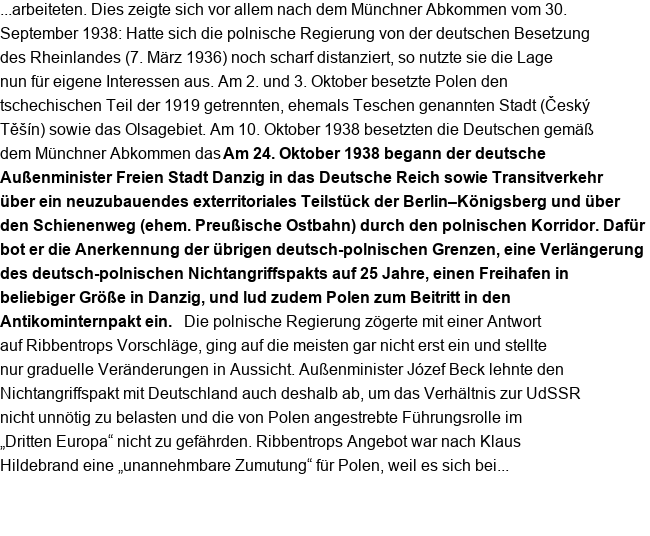 ...arbeiteten. Dies zeigte sich vor allem nach dem Münchner Abkommen vom 30.
September 1938: Hatte sich die polnische Regierung von der deutschen Besetzung
des Rheinlandes (7. März 1936) noch scharf distanziert, so nutzte sie die Lage
nun für eigene Interessen aus. Am 2. und 3. Oktober besetzte Polen den
tschechischen Teil der 1919 getrennten, ehemals Teschen genannten Stadt (Český
Těšín) sowie das Olsagebiet. Am 10. Oktober 1938 besetzten die Deutschen gemäß
dem Münchner Abkommen das Am 24. Oktober 1938 begann der deutsche
Außenminister Freien Stadt Danzig in das Deutsche Reich sowie Transitverkehr
über ein neuzubauendes exterritoriales Teilstück der Berlin–Königsberg und über
den Schienenweg (ehem. Preußische Ostbahn) durch den polnischen Korridor. Dafür
bot er die Anerkennung der übrigen deutsch-polnischen Grenzen, eine Verlängerung
des deutsch-polnischen Nichtangriffspakts auf 25 Jahre, einen Freihafen in
beliebiger Größe in Danzig, und lud zudem Polen zum Beitritt in den
Antikominternpakt ein. Die polnische Regierung zögerte mit einer Antwort
auf Ribbentrops Vorschläge, ging auf die meisten gar nicht erst ein und stellte
nur graduelle Veränderungen in Aussicht. Außenminister Józef Beck lehnte den
Nichtangriffspakt mit Deutschland auch deshalb ab, um das Verhältnis zur UdSSR
nicht unnötig zu belasten und die von Polen angestrebte Führungsrolle im
„Dritten Europa“ nicht zu gefährden. Ribbentrops Angebot war nach Klaus
Hildebrand eine „unannehmbare Zumutung“ für Polen, weil es sich bei...